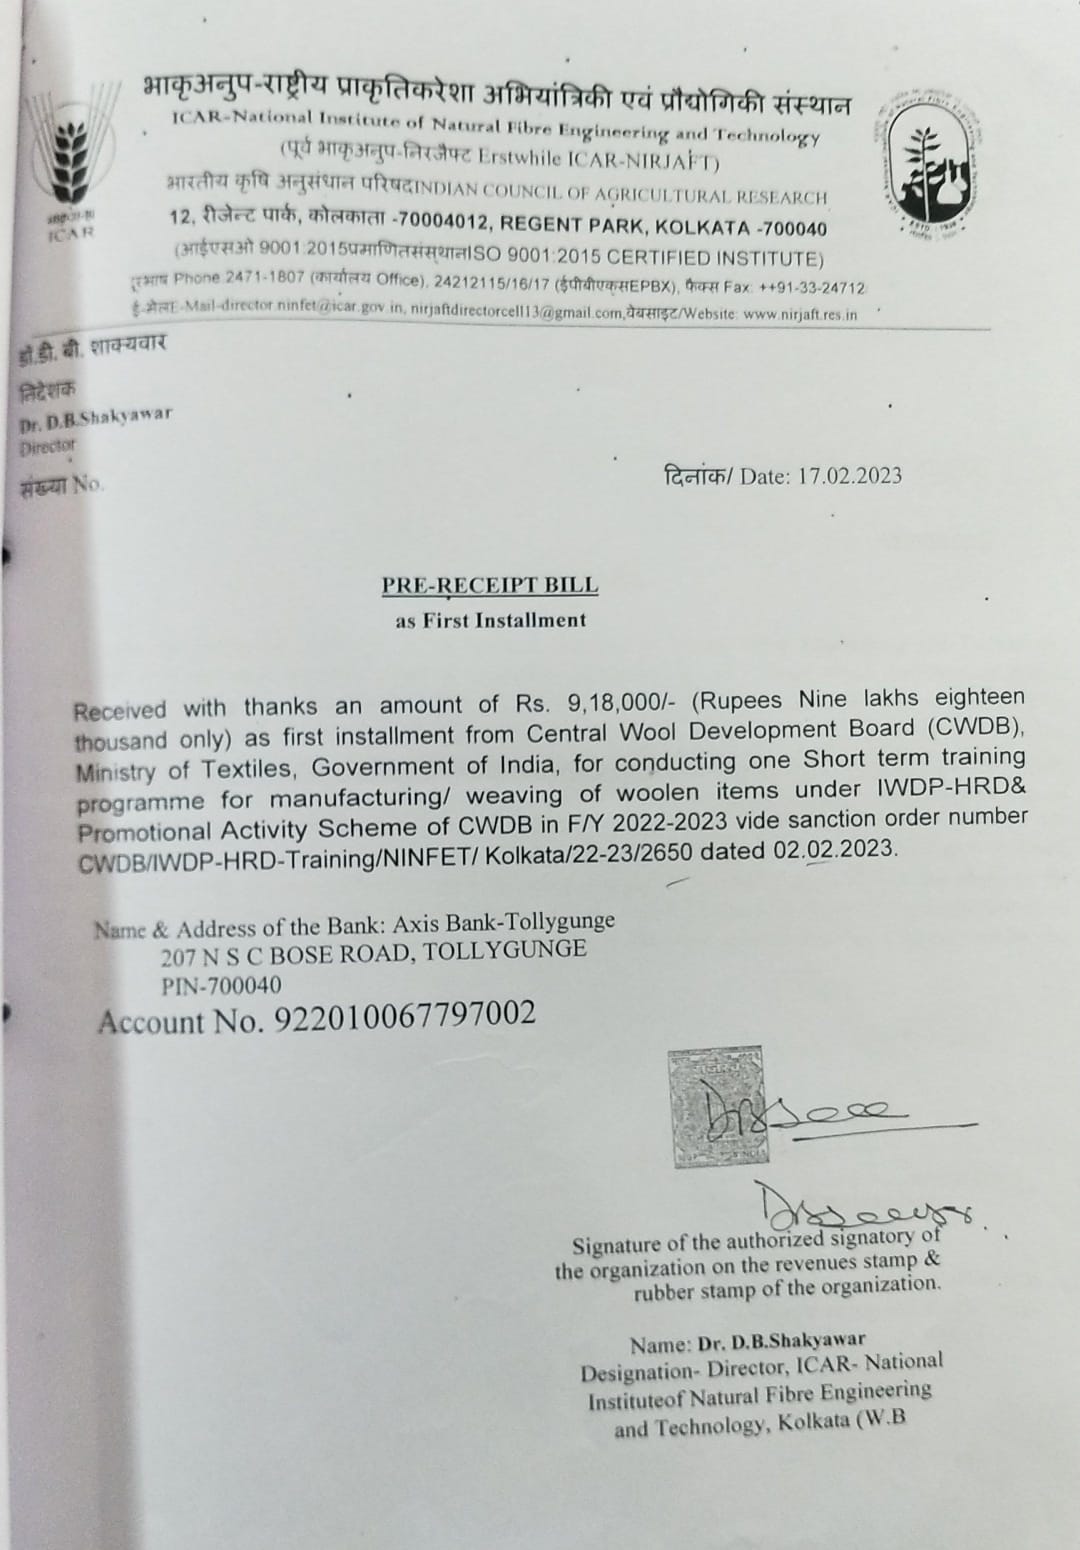 भाकृअनुप-राष्ट्रीय प्राकृतिकरेशा अभियांत्रिकी एवं प्रौद्योगिकी संस्थान
ICAR-National Institute of Natural Fibre Engineering and Technology
(पूर्व भाकृअनुप-निरजैफ्ट Erstwhile ICAR-NIRJAFT)
भारतीय कृषि अनुसंधान परिषदINDIAN COUNCIL OF AGRICULTURAL RESEARCH
12, रीजेन्ट पार्क, कोलकाता -70004012, REGENT PARK, KOLKATA -700040
(आईएसओ 9001:2015प्रमाणितसंस्थानISO 9001:2015 CERTIFIED INSTITUTE)
Phone 2471-1807 (कार्यालय Office), 24212115/16/17 (ईपीबीएक्सEPBX), फैक्स Fax: ++91-33-24712
ई-मेलE-Mail-director.ninfet@icar.gov.in, nirjaftdirectorcell13@gmail.com,वेबसाइट/Website: www.nirjaft.res.in
ICAR
डॉ.डी. बी. शाक्यवार
निदेशक
Dr. D.B.Shakyawar
Director
संख्या No.
दिनांक/ Date: 17.02.2023
PRE-RECEIPT BILL
as First Installment
Received with thanks an amount of Rs. 9,18,000/- (Rupees Nine lakhs eighteen
thousand only) as first installment from Central Wool Development Board (CWDB),
Ministry of Textiles, Government of India, for conducting one Short term training
programme for manufacturing/ weaving of woolen items under IWDP-HRD&
Promotional Activity Scheme of CWDB in F/Y 2022-2023 vide sanction order number
CWDB/IWDP-HRD-Training/NINFET/ Kolkata/22-23/2650 dated 02.02.2023.
Name & Address of the Bank: Axis Bank-Tollygunge
207 N S C BOSE ROAD, TOLLYGUNGE
PIN-700040
Account No. 922010067797002
Signature of the authorized signatory of
the organization on the revenues stamp &
rubber stamp of the organization.
Name: Dr. D.B.Shakyawar
Designation- Director, ICAR- National
Instituteof Natural Fibre Engineering
and Technology, Kolkata (W.B